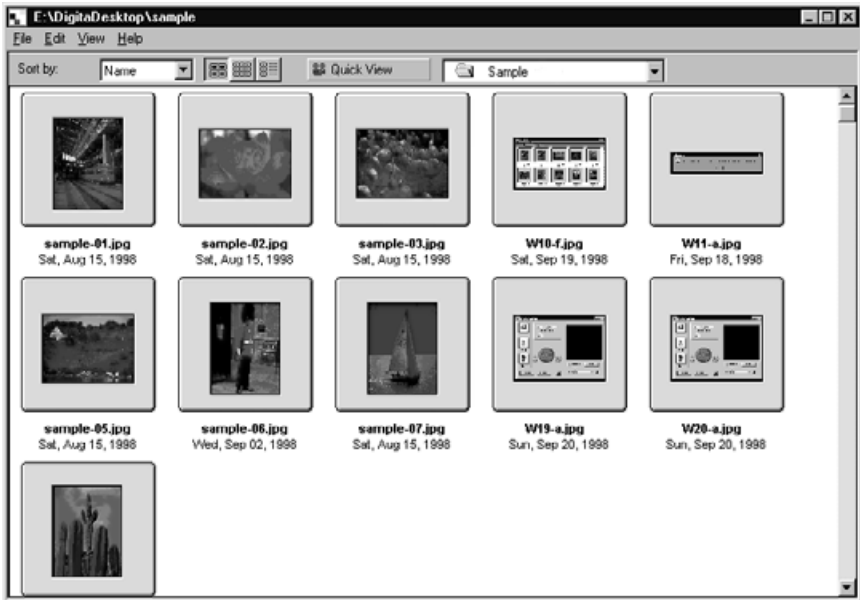 E:\DigitaDesktop\sample
File Edit View Help
Sort by: Name Quick View Sample
sample-01.jpg sample-02.jpg sample-03.jpg W10-f.jpg W11-a.jpg
Sat, Aug 15, 1998 Sat, Aug 15, 1998 Sat, Aug 15, 1998 Sat, Sep 19, 1998 Fri, Sep 18, 1998
sample-05.jpg sample-06.jpg sample-07.jpg W19-a.jpg W20-a.jpg
Sat, Aug 15, 1998 Wed, Sep 02, 1998 Sat, Aug 15, 1998 Sun, Sep 20, 1998 Sun, Sep 20, 1998